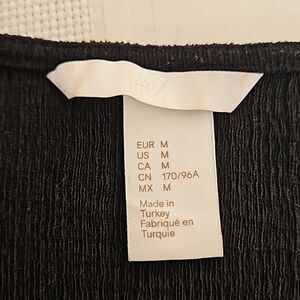 H&M
EUR M
US M
CA M
CN 170/96A
MX M
Made in
Turkey
Fabriqué en
Turquie